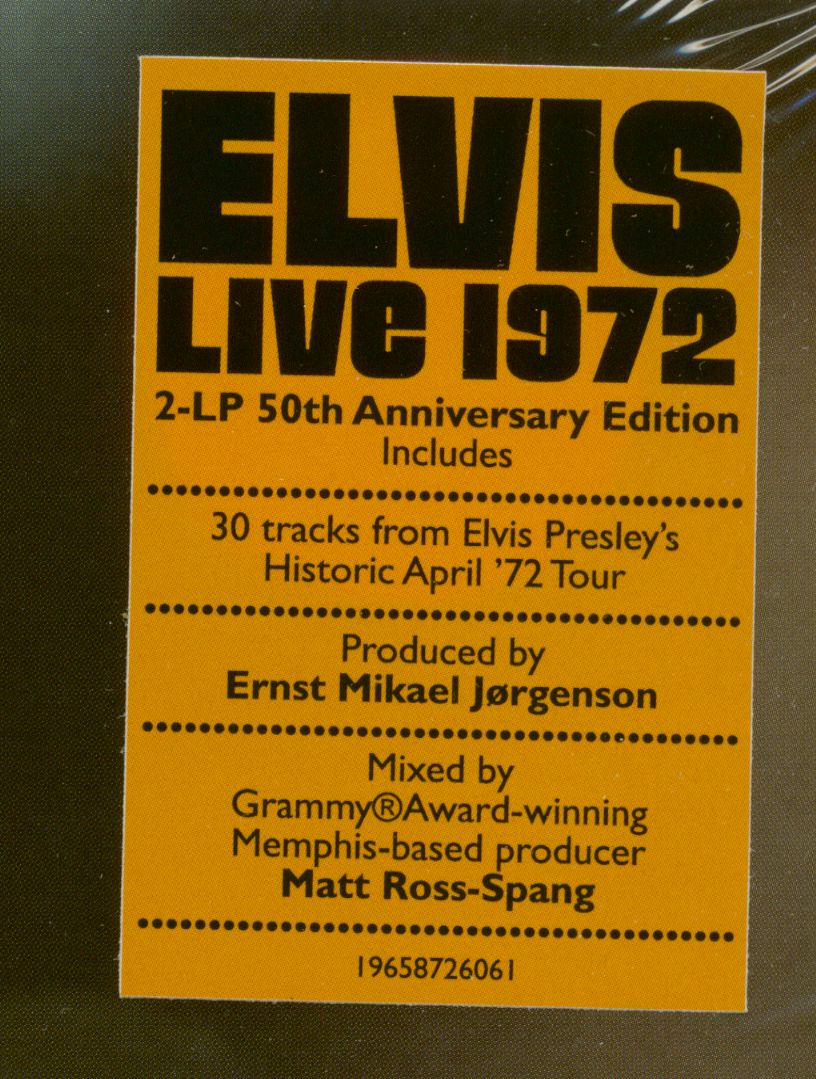 ELVIS
LIVe 1972
2-LP 50th Anniversary Edition
Includes
30 tracks from Elvis Presley's
Historic April '72 Tour
Produced by
Ernst Mikael Jørgenson
Mixed by
Grammy®Award-winning
Memphis-based producer
Matt Ross-Spang
19658726061